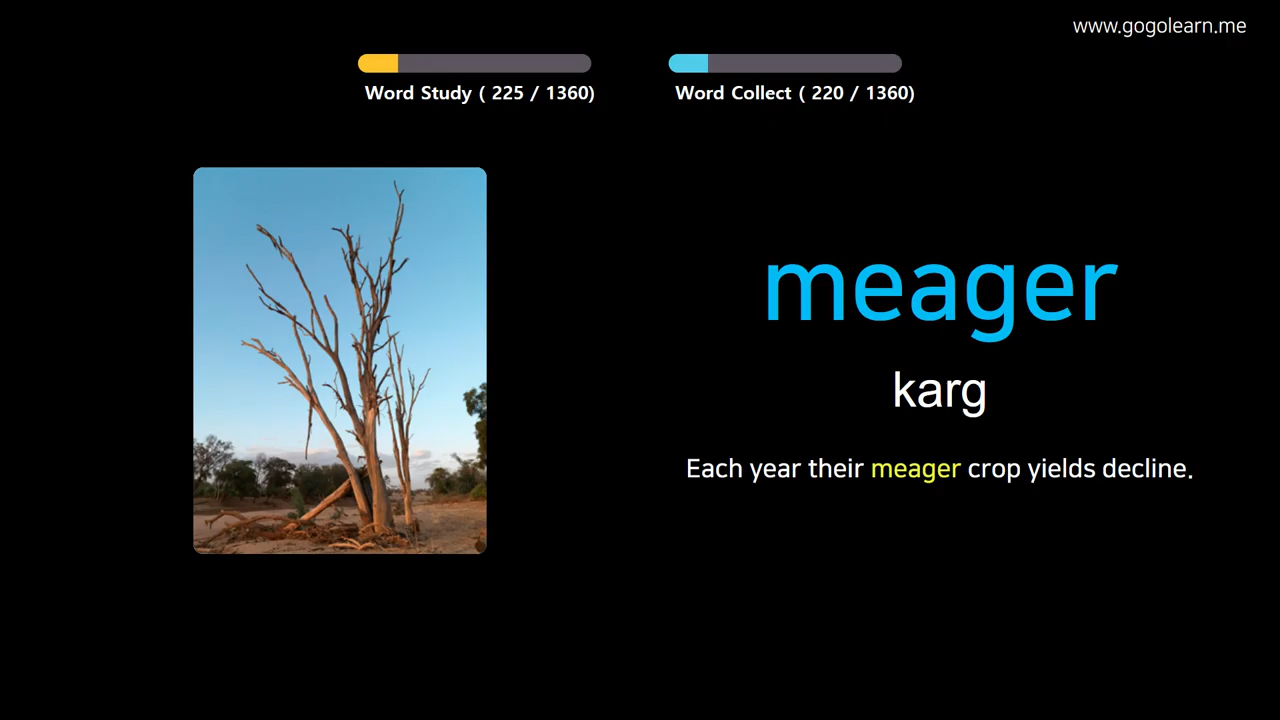 www.gogolearn.me
Word Study ( 225 / 1360)
Word Collect ( 220 / 1360)
meager
karg
Each year their meager crop yields decline.